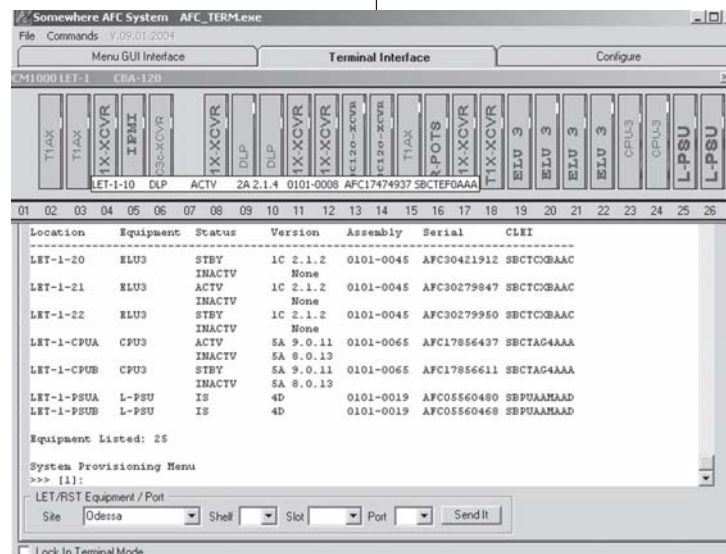 Somewhere AFC System AFC_TERM.exe
File Commands V.09.01.2004
Menu GUI Interface Terminal Interface Configure
CM1000 LET-1 CBA-120
T1AX
T1AX
1X-XCVR
IPMI
C3c-XCVR
1X-XCVR
DLP
DLP
1X-XCVR
1X-XCVR
T1AX
R-POTS
1X-XCVR
T1X-XCVR
ELU 3
ELU 3
ELU 3
ELU 3
CPU-3
CPU-3
L-PSU
L-PSU
LET-1-10 DLP ACTV 2A 2.1.4 0101-0008 AFC17474937 SBCTEF0AAA
01 02 03 04 05 06 07 08 09 10 11 12 13 14 15 16 17 18 19 20 21 22 23 24 25 26
Location Equipment Status Version Assembly Serial CLEI
LET-1-20 ELU3 STBY 1C 2.1.2 0101-0045 AFC30421912 SBCTCXBAAC
INACTV None
LET-1-21 ELU3 ACTV 1C 2.1.2 0101-0045 AFC30279847 SBCTCXBAAC
INACTV None
LET-1-22 ELU3 STBY 1C 2.1.2 0101-0045 AFC30279950 SBCTCXBAAC
INACTV None
LET-1-CPUA CPU3 ACTV 5A 9.0.11 0101-0065 AFC17856437 SBCTAG4AAA
INACTV 5A 8.0.13
LET-1-CPUB CPU3 STBY 5A 9.0.11 0101-0065 AFC17856611 SBCTAG4AAA
INACTV 5A 8.0.13
LET-1-PSUA L-PSU IS 4D 0101-0019 AFC05560480 SBPUAAMAAD
LET-1-PSUB L-PSU IS 4D 0101-0019 AFC05560468 SBPUAAMAAD
Equipment Listed: 25
System Provisioning Menu
>>> [1]:
LET/RST Equipment / Port
Site Odessa Shelf Slot Port Send It
Lock In Terminal Mode